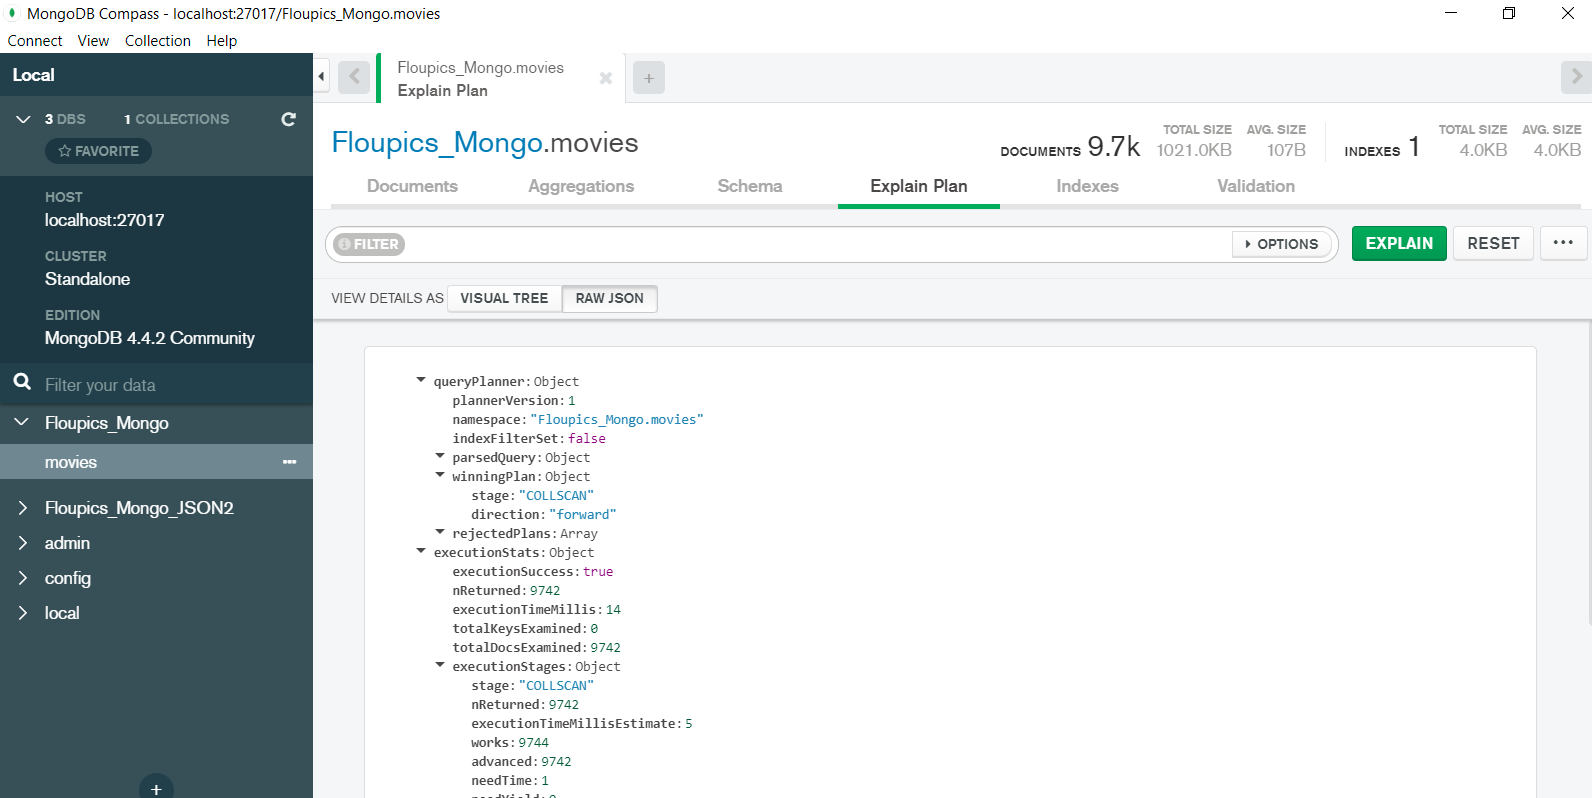 MongoDB Compass - localhost:27017/Floupics_Mongo.movies
Connect View Collection Help
Local
3 DBS 1 COLLECTIONS
FAVORITE
HOST
localhost:27017
CLUSTER
Standalone
EDITION
MongoDB 4.4.2 Community
Filter your data
Floupics_Mongo
movies
Floupics_Mongo_JSON2
admin
config
local
+
Floupics_Mongo.movies
Explain Plan
+
Floupics_Mongo.movies
DOCUMENTS 9.7k TOTAL SIZE 1021.0KB AVG. SIZE 107B INDEXES 1 TOTAL SIZE 4.0KB AVG. SIZE 4.0KB
Documents Aggregations Schema Explain Plan Indexes Validation
FILTER OPTIONS EXPLAIN RESET ...
VIEW DETAILS AS VISUAL TREE RAW JSON
queryPlanner:Object
plannerVersion:1
namespace:"Floupics_Mongo.movies"
indexFilterSet:false
parsedQuery:Object
winningPlan:Object
stage:"COLLSCAN"
direction:"forward"
rejectedPlans:Array
executionStats:Object
executionSuccess:true
nReturned:9742
executionTimeMillis:14
totalKeysExamined:0
totalDocsExamined:9742
executionStages:Object
stage:"COLLSCAN"
nReturned:9742
executionTimeMillisEstimate:5
works:9744
advanced:9742
needTime:1